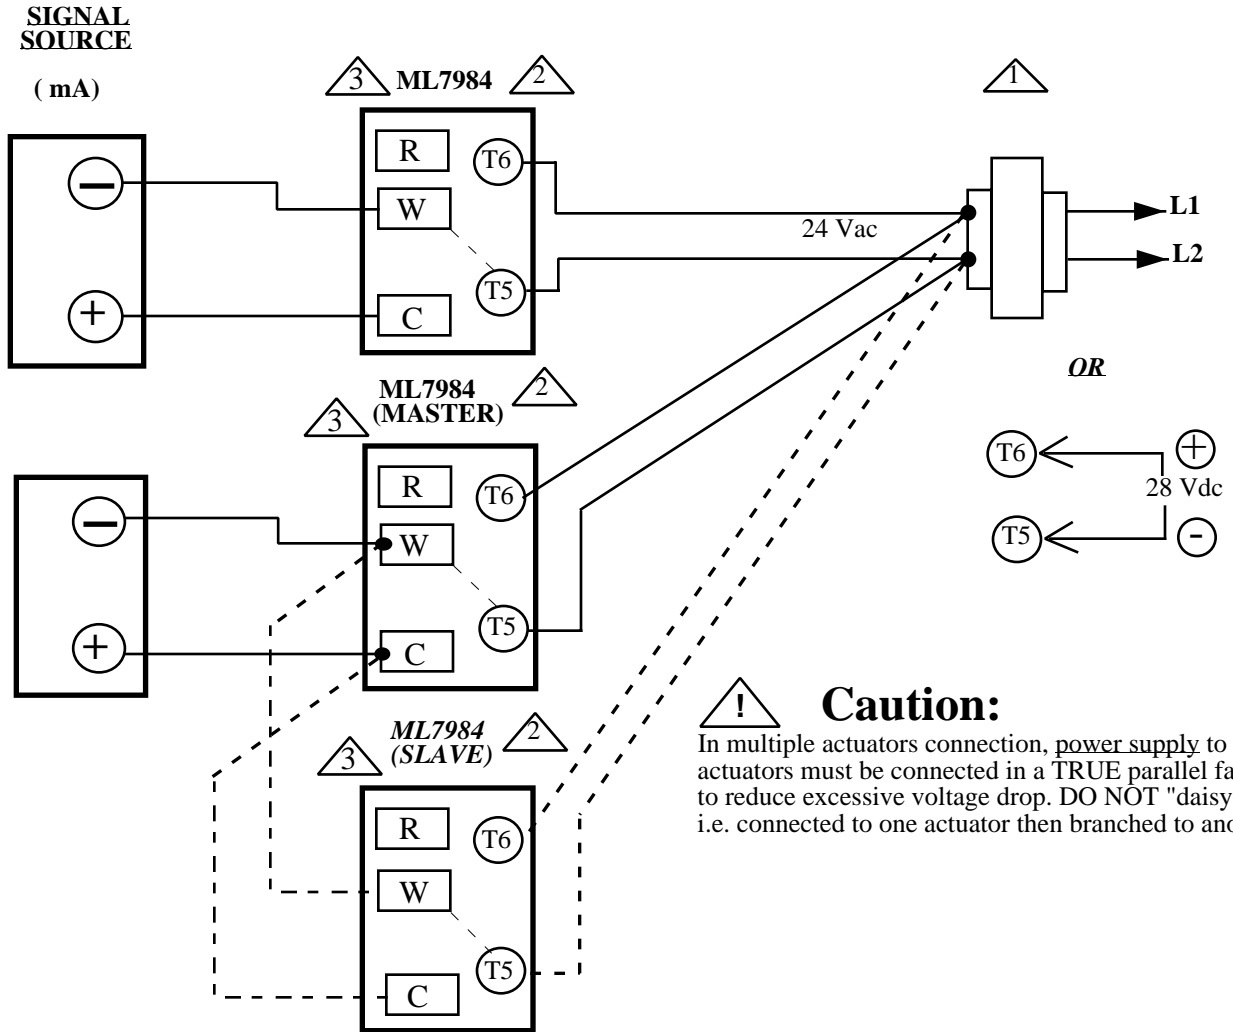 SIGNAL
SOURCE
( mA)
3 ML7984 2
1
R
T6
W
24 Vac
L1
T5
L2
C
OR
ML7984
(MASTER)
2
3
R
T6
T6
+
28 Vdc
W
T5
-
T5
C
! Caution:
In multiple actuators connection, power supply to
actuators must be connected in a TRUE parallel fa
to reduce excessive voltage drop. DO NOT "daisy
i.e. connected to one actuator then branched to ano
ML7984
(SLAVE)
2
3
R
T6
W
T5
C